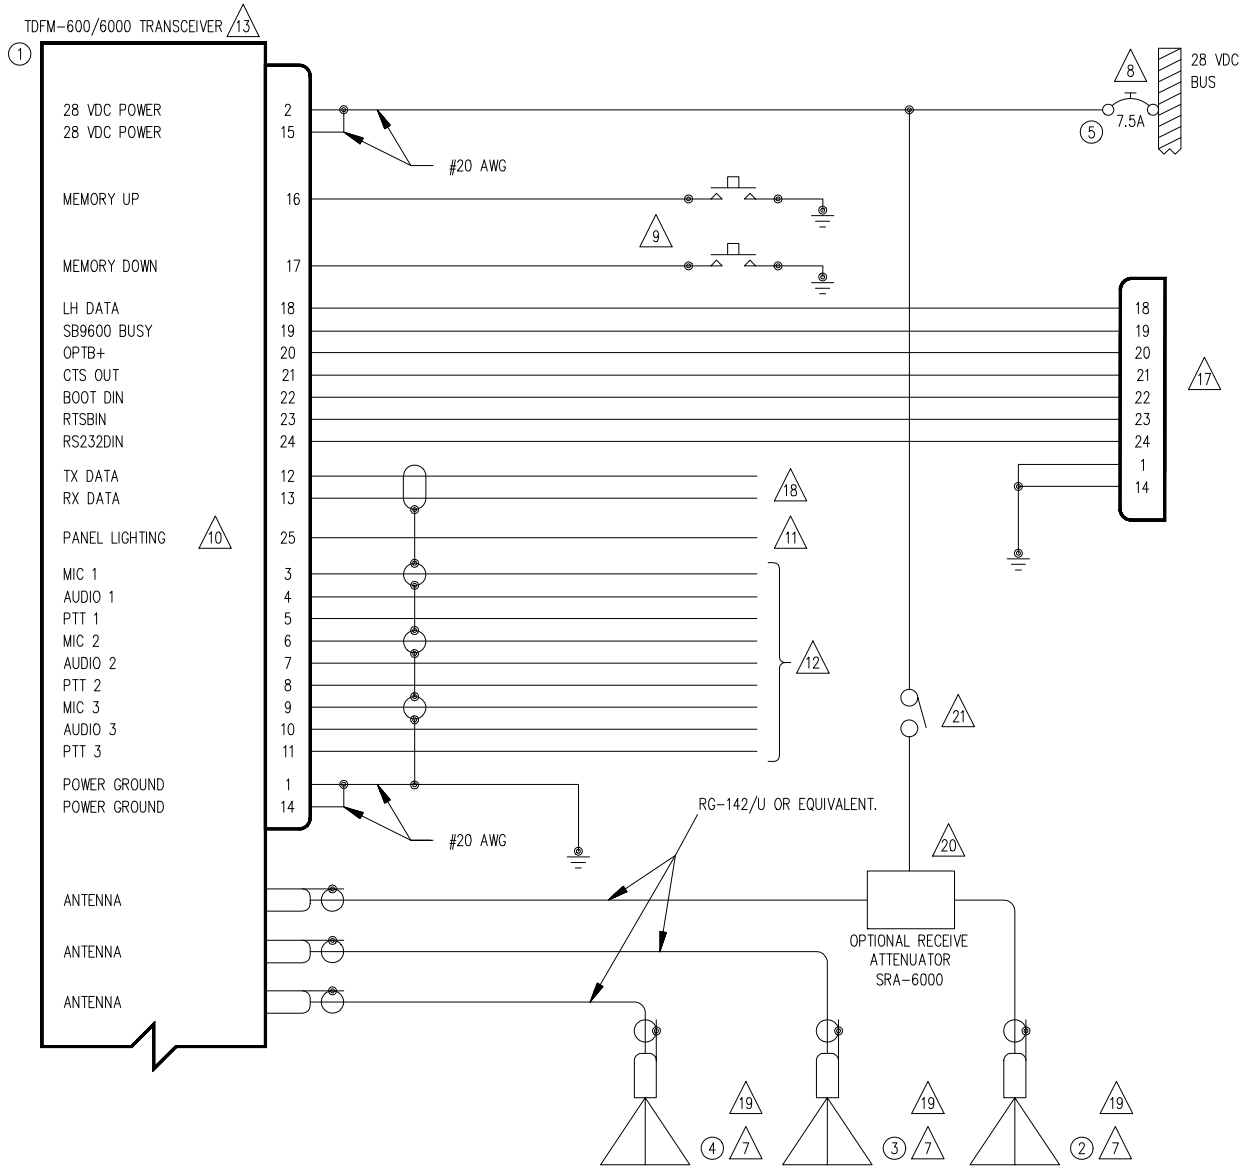 TDFM-600/6000 TRANSCEIVER 13
1
8
28 VDC
BUS
28 VDC POWER 2
7.5A
5
28 VDC POWER 15
#20 AWG
MEMORY UP 16
9
MEMORY DOWN 17
LH DATA 18 18
SB9600 BUSY 19 19
OPTB+ 20 20
CTS OUT 21 21
17
BOOT DIN 22 22
RTSBIN 23 23
RS232DIN 24 24
1
TX DATA 12
14
RX DATA 13
18
PANEL LIGHTING 10 25
11
MIC 1 3
AUDIO 1 4
PTT 1 5
MIC 2 6
AUDIO 2 7
12
PTT 2 8
MIC 3 9
21
AUDIO 3 10
PTT 3 11
POWER GROUND 1
POWER GROUND 14
RG-142/U OR EQUIVALENT.
#20 AWG
20
ANTENNA
OPTIONAL RECEIVE
ATTENUATOR
SRA-6000
ANTENNA
ANTENNA
19 19 19
4 7 3 7 2 7